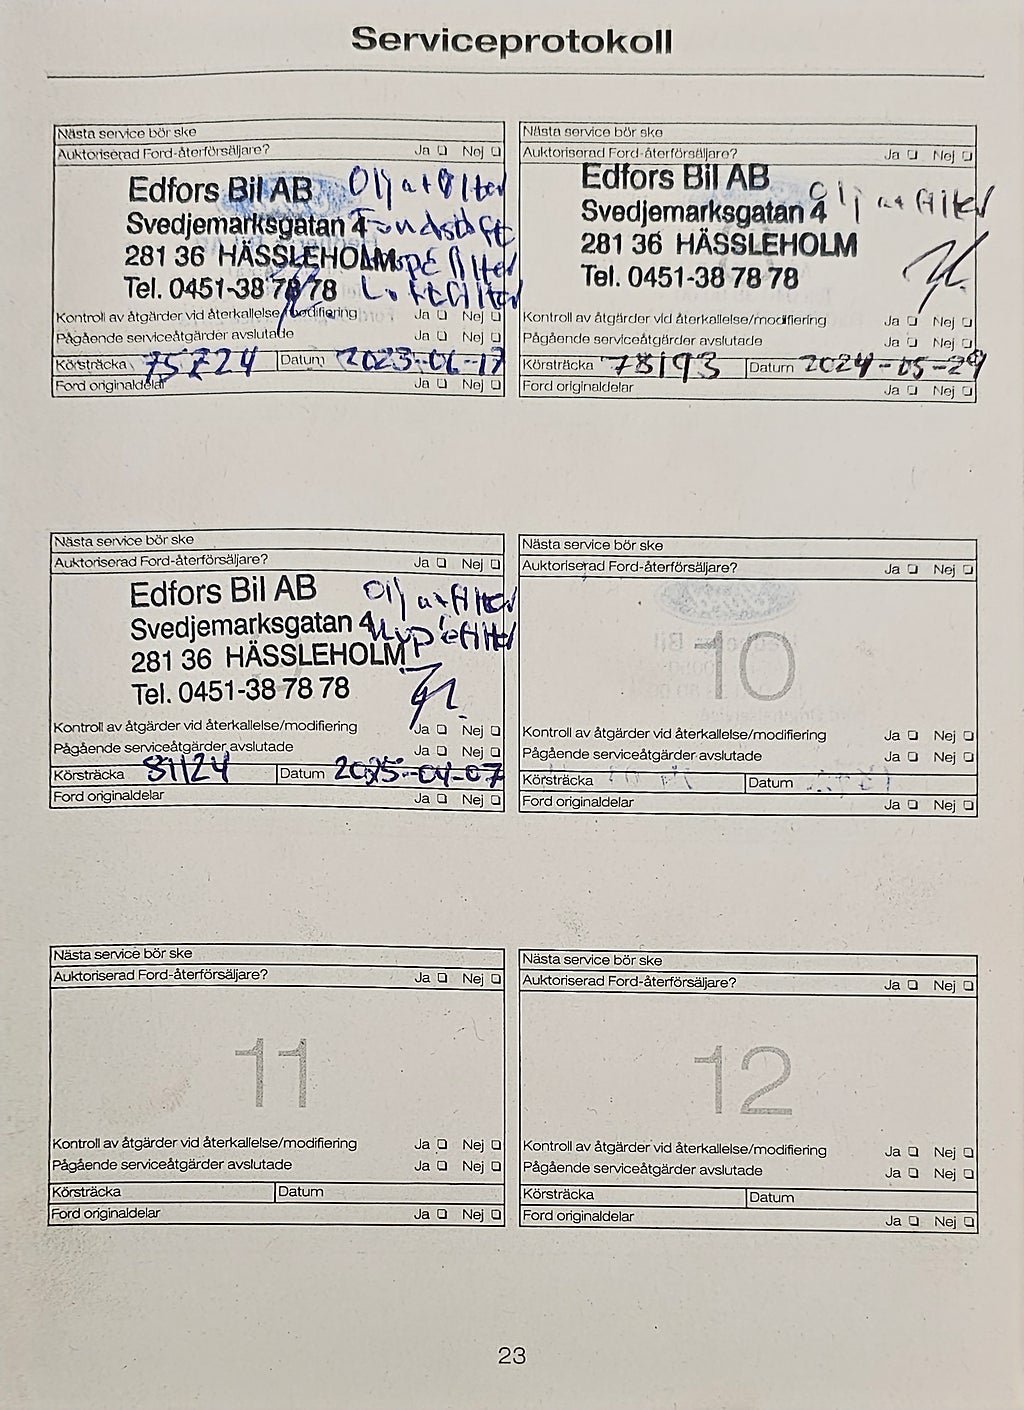 Serviceprotokoll
Nästa service bör ske
Auktoriserad Ford-återförsäljare? Ja Nej
Edfors Bil AB Olja+filter
Svedjemarksgatan 4 Tändstift
281 36 HÄSSLEHOLM filter
Tel. 0451-38 78 78 Luftfilter
Kontroll av åtgärder vid återkallelse/modifiering Ja Nej
Pågående serviceåtgärder avslutade Ja Nej
Körsträcka 75724 Datum 2023-06-17
Ford originaldelar Ja Nej
Nästa service bör ske
Auktoriserad Ford-återförsäljare? Ja Nej
Edfors Bil AB
Svedjemarksgatan 4 Olja+filter
281 36 HÄSSLEHOLM
Tel. 0451-38 78 78
Kontroll av åtgärder vid återkallelse/modifiering Ja Nej
Pågående serviceåtgärder avslutade Ja Nej
Körsträcka 78193 Datum 2024-05-29
Ford originaldelar Ja Nej
Nästa service bör ske
Auktoriserad Ford-återförsäljare? Ja Nej
Edfors Bil AB Olja+filter
Svedjemarksgatan 4
281 36 HÄSSLEHOLM
Tel. 0451-38 78 78
Kontroll av åtgärder vid återkallelse/modifiering Ja Nej
Pågående serviceåtgärder avslutade Ja Nej
Körsträcka 81124 Datum 2025-04-07
Ford originaldelar Ja Nej
Nästa service bör ske
Auktoriserad Ford-återförsäljare? Ja Nej
10
Kontroll av åtgärder vid återkallelse/modifiering Ja Nej
Pågående serviceåtgärder avslutade Ja Nej
Körsträcka Datum
Ford originaldelar Ja Nej
Nästa service bör ske
Auktoriserad Ford-återförsäljare? Ja Nej
11
Kontroll av åtgärder vid återkallelse/modifiering Ja Nej
Pågående serviceåtgärder avslutade Ja Nej
Körsträcka Datum
Ford originaldelar Ja Nej
Nästa service bör ske
Auktoriserad Ford-återförsäljare? Ja Nej
12
Kontroll av åtgärder vid återkallelse/modifiering Ja Nej
Pågående serviceåtgärder avslutade Ja Nej
Körsträcka Datum
Ford originaldelar Ja Nej
23